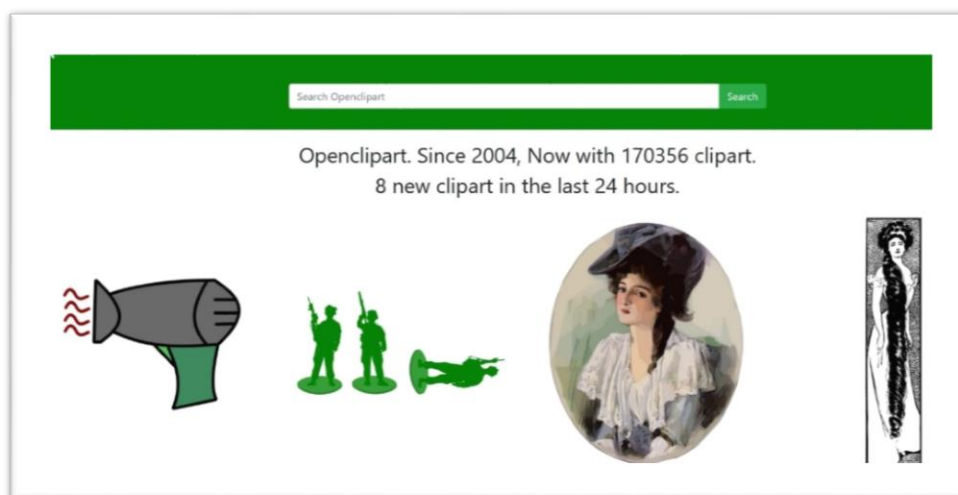 Search Openclipart
Search
Openclipart. Since 2004, Now with 170356 clipart.
8 new clipart in the last 24 hours.